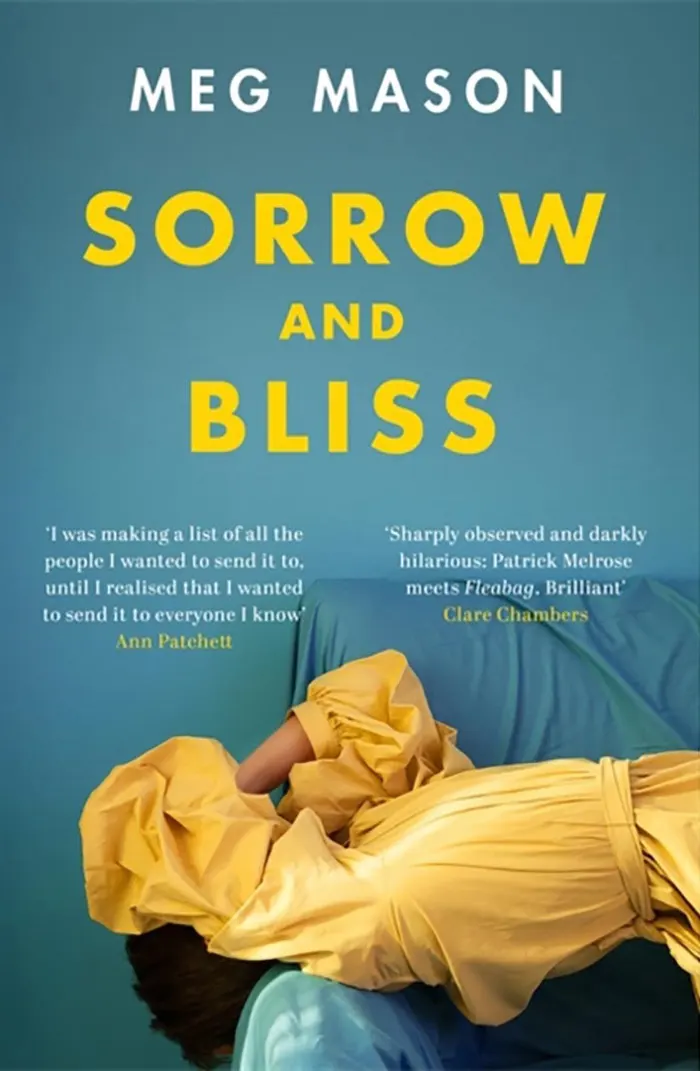 MEG MASON
SORROW
AND
BLISS
‘I was making a list of all the
people I wanted to send it to,
until I realised that I wanted
to send it to everyone I know’
Ann Patchett
‘Sharply observed and darkly
hilarious: Patrick Melrose
meets Fleabag. Brilliant’
Clare Chambers